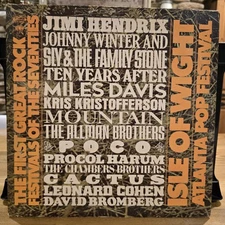 THE FIRST GREAT ROCK
FESTIVALS OF THE SEVENTIES
JIMI HENDRIX
JOHNNY WINTER AND
SLY & THE FAMILY STONE
TEN YEARS AFTER
MILES DAVIS
KRIS KRISTOFFERSON
MOUNTAIN
THE ALLMAN BROTHERS
POCO
PROCOL HARUM
THE CHAMBERS BROTHERS
CACTUS
LEONARD COHEN
DAVID BROMBERG
ISLE OF WIGHT
ATLANTA POP FESTIVAL